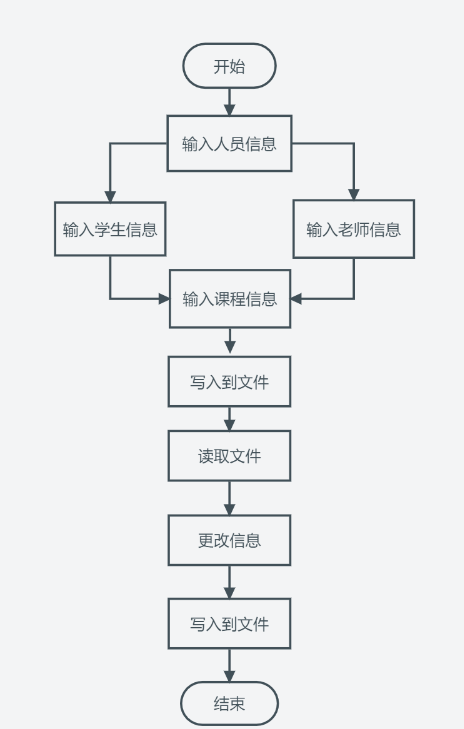 开始
输入人员信息
输入学生信息
输入老师信息
输入课程信息
写入到文件
读取文件
更改信息
写入到文件
结束